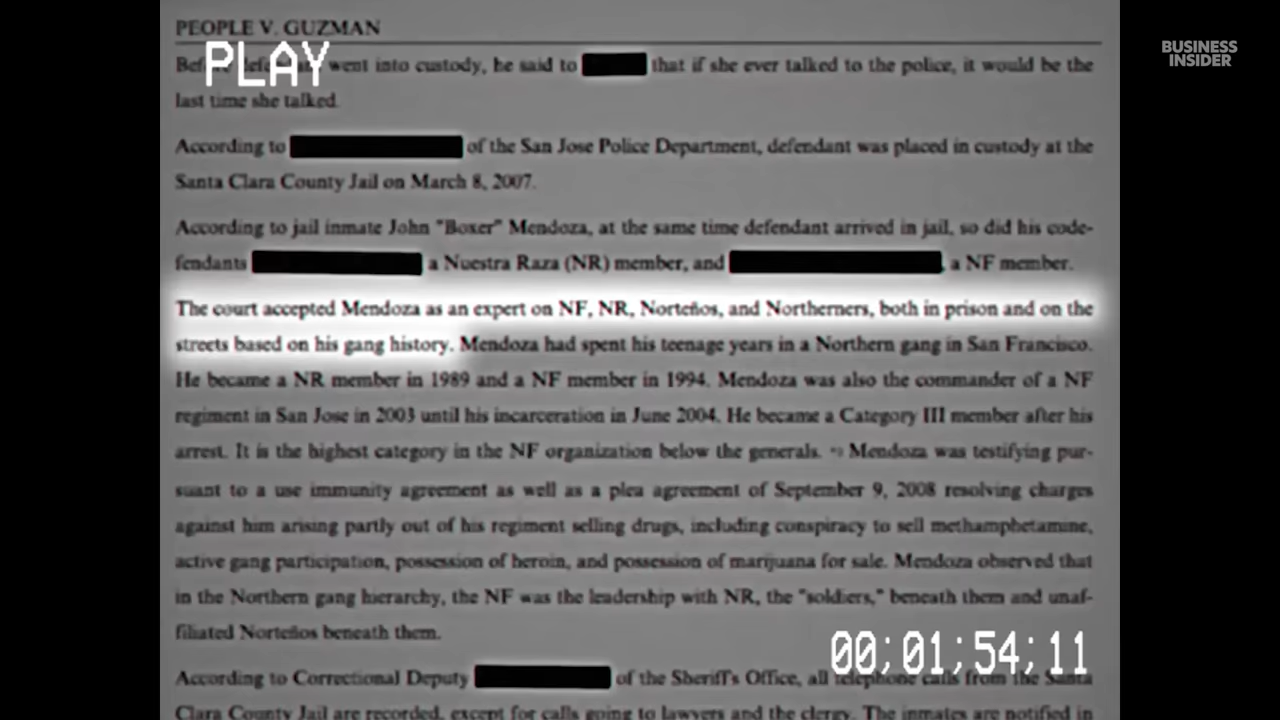 PEOPLE V. GUZMAN
PLAY
BUSINESS
INSIDER
Before defendant went into custody, he said to that if she ever talked to the police, it would be the
last time she talked.
According to of the San Jose Police Department, defendant was placed in custody at the
Santa Clara County Jail on March 8, 2007.
According to jail inmate John "Boxer" Mendoza, at the same time defendant arrived in jail, so did his code-
fendants a Nuestra Raza (NR) member, and , a NF member.
The court accepted Mendoza as an expert on NF, NR, Norteños, and Northerners, both in prison and on the
streets based on his gang history. Mendoza had spent his teenage years in a Northern gang in San Francisco.
He became a NR member in 1989 and a NF member in 1994. Mendoza was also the commander of a NF
regiment in San Jose in 2003 until his incarceration in June 2004. He became a Category III member after his
arrest. It is the highest category in the NF organization below the generals. Mendoza was testifying pur-
suant to a use immunity agreement as well as a plea agreement of September 9, 2008 resolving charges
against him arising partly out of his regiment selling drugs, including conspiracy to sell methamphetamine,
active gang participation, possession of heroin, and possession of marijuana for sale. Mendoza observed that
in the Northern gang hierarchy, the NF was the leadership with NR, the "soldiers," beneath them and unaf-
filiated Norteños beneath them.
00;01;54;11
According to Correctional Deputy of the Sheriff's Office, all telephone calls from the Santa
Clara County Jail are recorded, except for calls going to lawyers and the clergy. The inmates are notified in